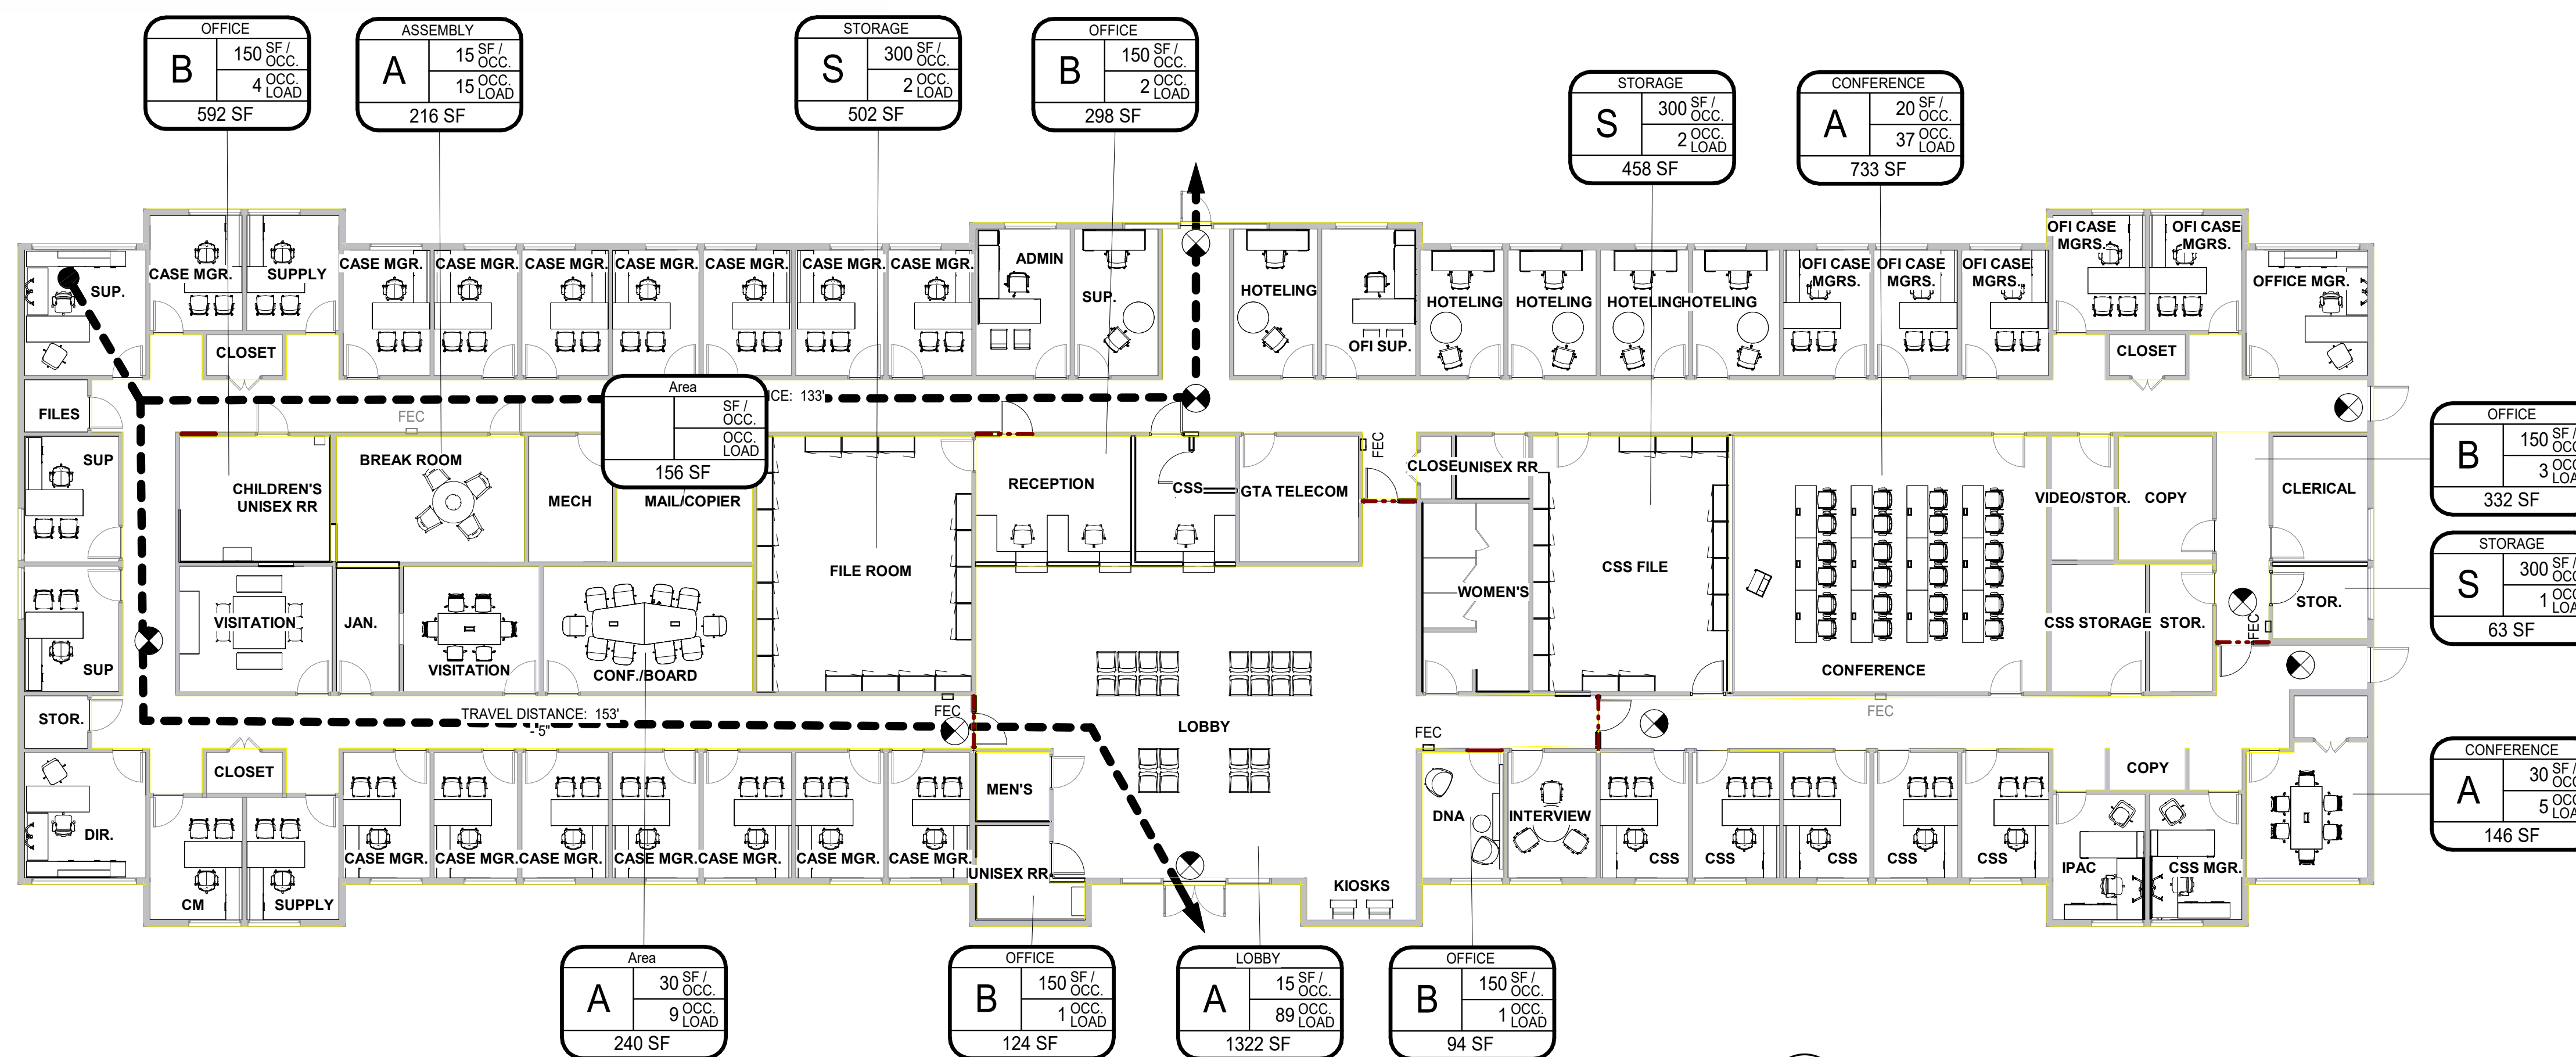 OFFICE
B
150 SF / OCC.
4 OCC. LOAD
592 SF
ASSEMBLY
A
15 SF / OCC.
15 OCC. LOAD
216 SF
STORAGE
S
300 SF / OCC.
2 OCC. LOAD
502 SF
OFFICE
B
150 SF / OCC.
2 OCC. LOAD
298 SF
STORAGE
S
300 SF / OCC.
2 OCC. LOAD
458 SF
CONFERENCE
A
20 SF / OCC.
37 OCC. LOAD
733 SF
SUP.
CASE MGR.
SUPPLY
CASE MGR.
CASE MGR.
CASE MGR.
CASE MGR.
CASE MGR.
CASE MGR.
CASE MGR.
ADMIN
SUP.
HOTELING
OFI SUP.
HOTELING
HOTELING
HOTELING
HOTELING
OFI CASE
MGRS.
OFI CASE
MGRS.
OFI CASE
MGRS.
OFI CASE
MGRS.
OFI CASE
MGRS.
OFFICE MGR.
CLOSET
CLOSET
FILES
FEC
Area
SF / OCC.
OCC. LOAD
156 SF
CE: 133'
FEC
SUP
CHILDREN'S
UNISEX RR
BREAK ROOM
MECH
MAIL/COPIER
RECEPTION
CSS
GTA TELECOM
CLOSE
UNISEX RR
VIDEO/STOR.
COPY
CLERICAL
OFFICE
B
150 SF /
3
332 SF
FILE ROOM
CSS FILE
WOMEN'S
STORAGE
S
300 SF /
1
63 SF
VISITATION
JAN.
VISITATION
CONF./BOARD
CONFERENCE
CSS STORAGE
STOR.
STOR.
FEC
SUP
STOR.
TRAVEL DISTANCE: 153'
- 5"
FEC
LOBBY
FEC
FEC
CLOSET
MEN'S
DNA
INTERVIEW
COPY
CONFERENCE
A
30 SF /
5
146 SF
DIR.
CM
SUPPLY
CASE MGR.
CASE MGR.
CASE MGR.
CASE MGR.
CASE MGR.
CASE MGR.
CASE MGR.
UNISEX RR.
KIOSKS
CSS
CSS
CSS
CSS
CSS
IPAC
CSS MGR.
Area
A
30 SF / OCC.
9 OCC. LOAD
240 SF
OFFICE
B
150 SF / OCC.
1 OCC. LOAD
124 SF
LOBBY
A
15 SF / OCC.
89 OCC. LOAD
1322 SF
OFFICE
B
150 SF / OCC.
1 OCC. LOAD
94 SF